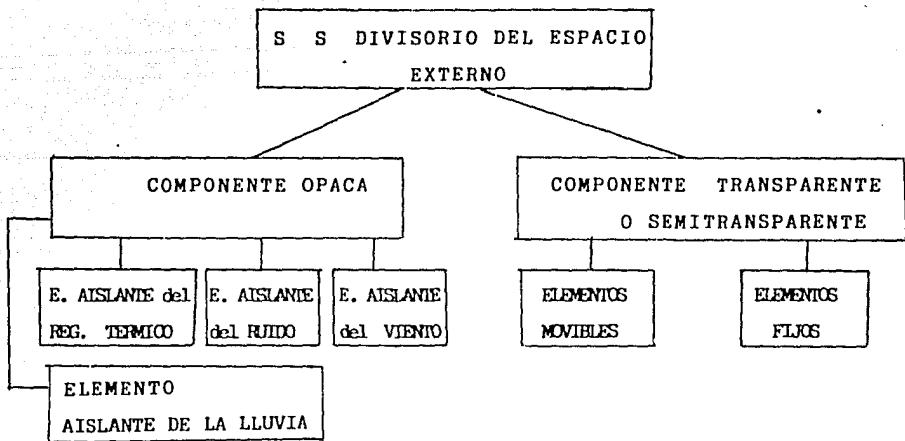 S S DIVISORIO DEL ESPACIO
EXTERNO
COMPONENTE OPACA
COMPONENTE TRANSPARENTE
O SEMITRANSPARENTE
E. AISLANTE del
REG. TERMICO
E. AISLANTE
del RUIDO
E. AISLANTE
del VIENTO
ELEMENTOS
MOVIBLES
ELEMENTOS
FIJOS
ELEMENTO
AISLANTE DE LA LLUVIA